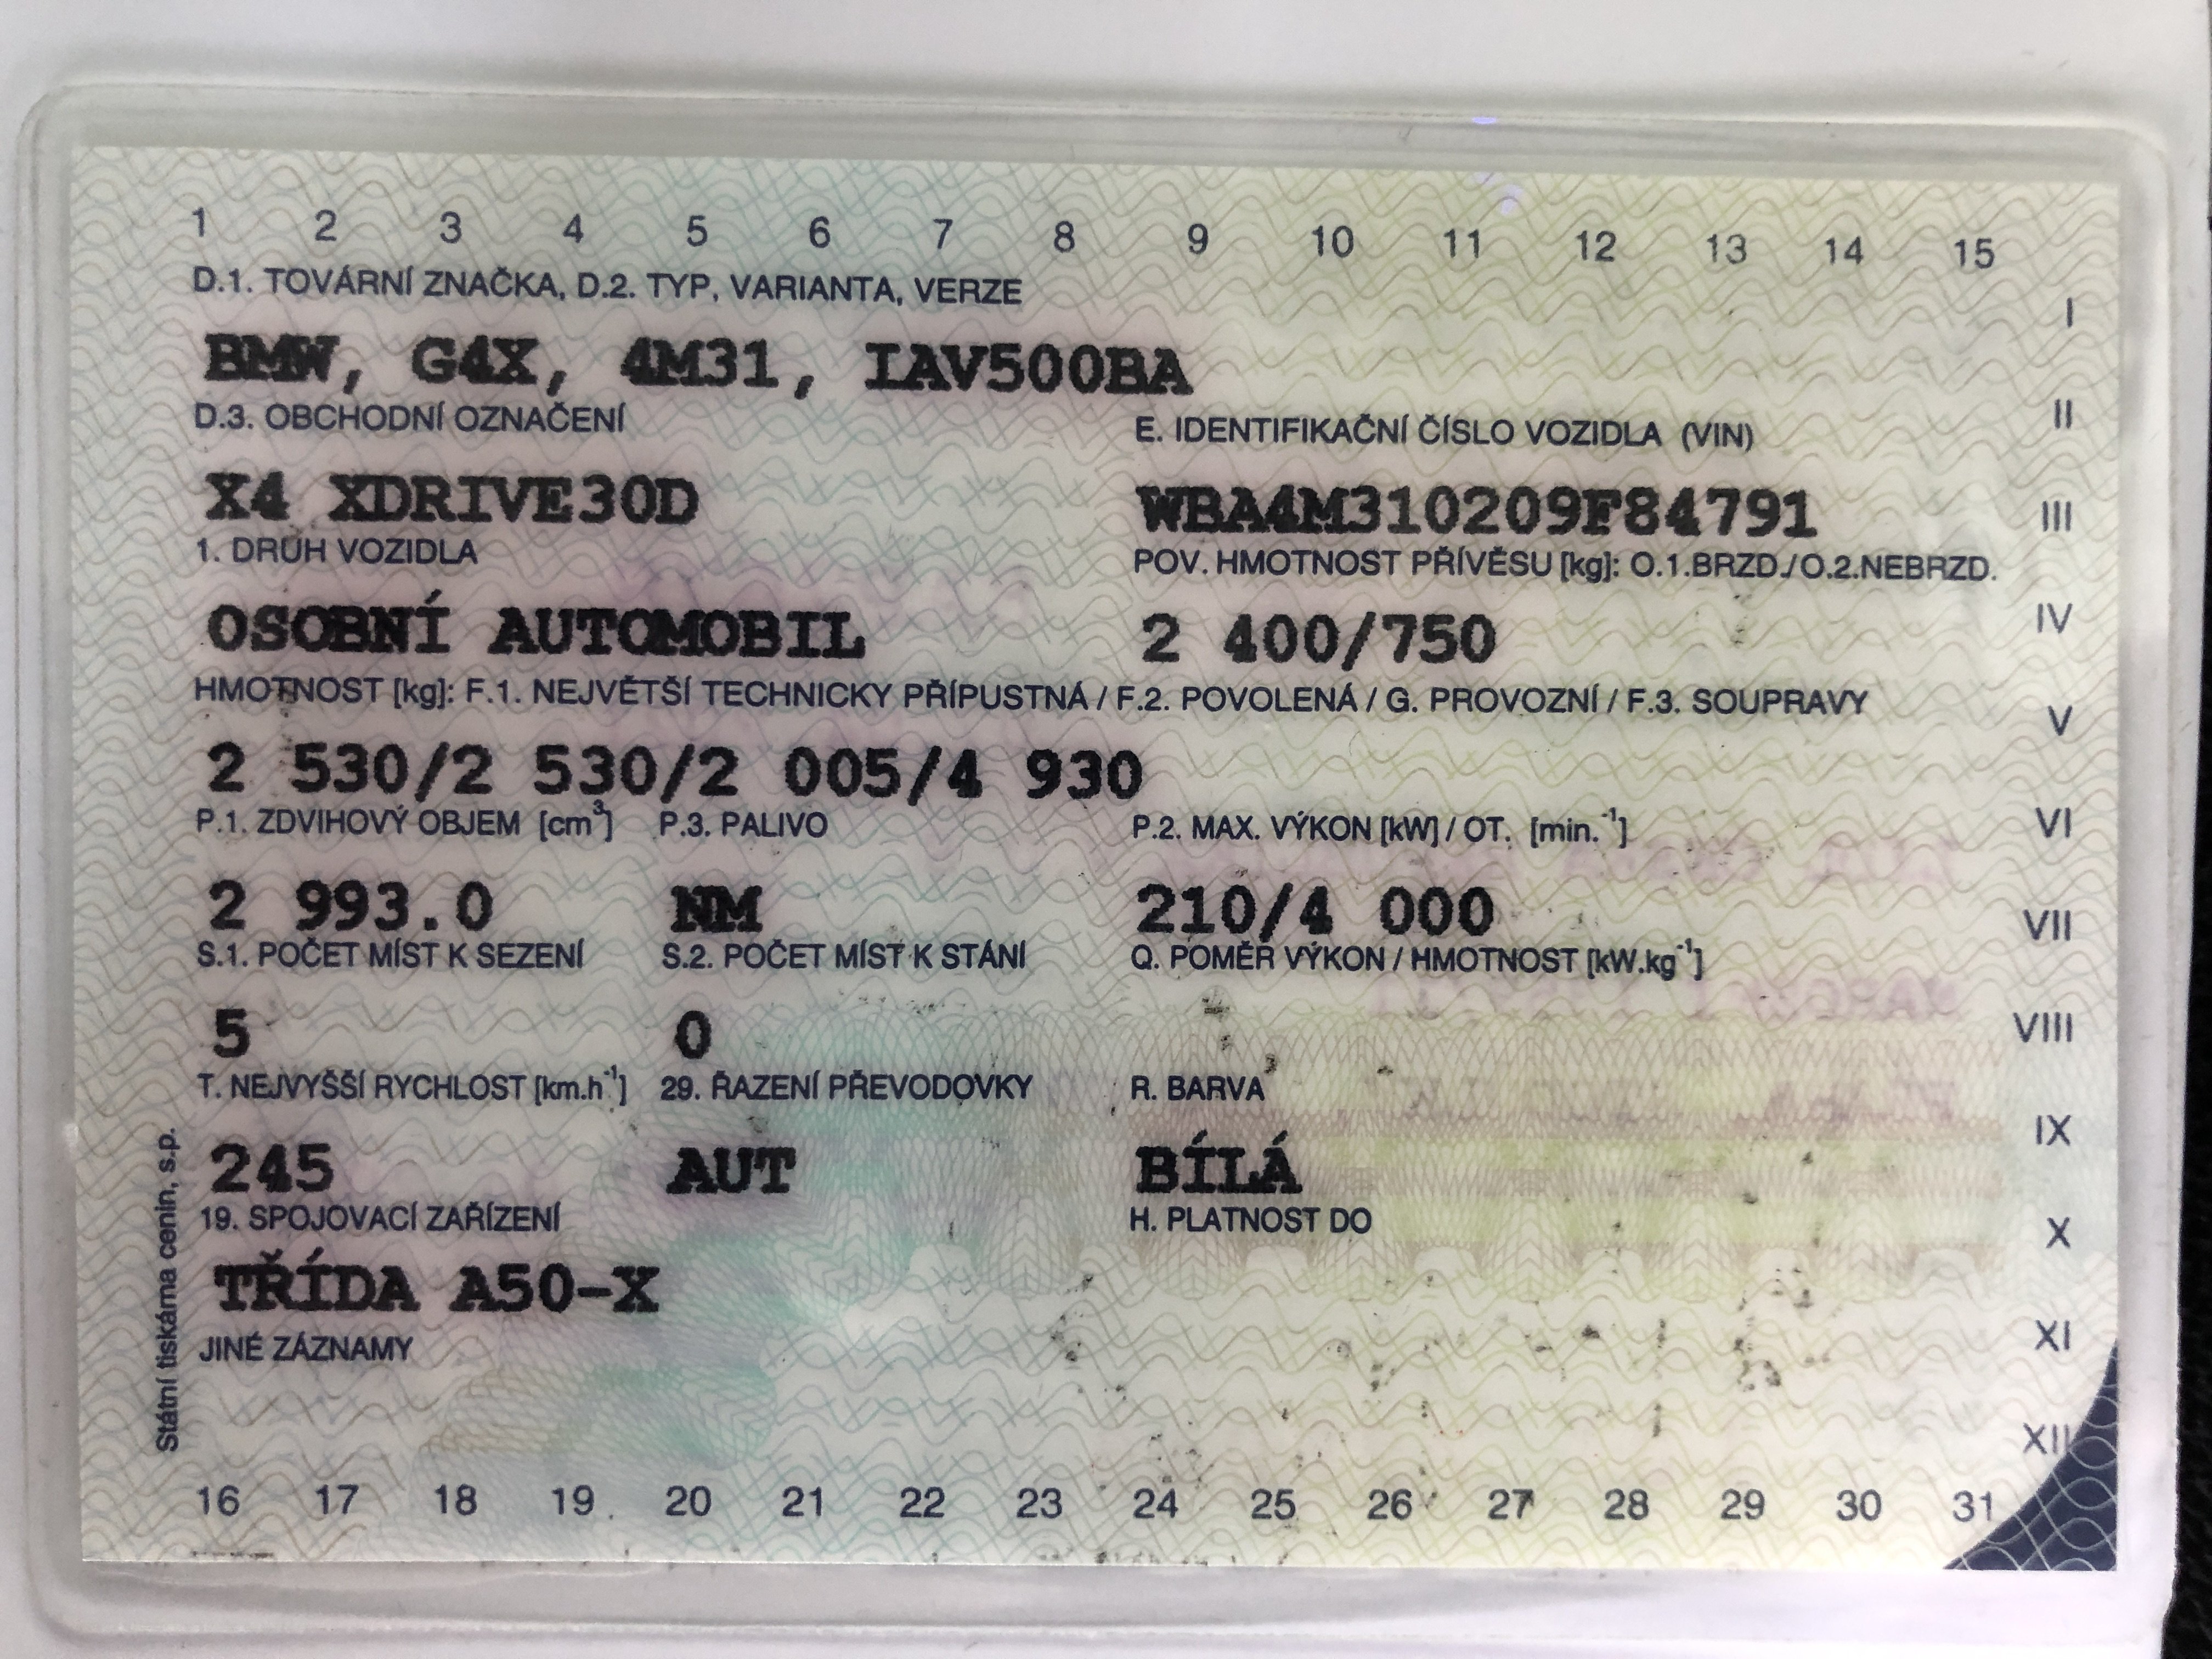 1 2 3 4 5 6 7 8 9 10 11 12 13 14 15
D.1. TOVÁRNÍ ZNAČKA, D.2. TYP, VARIANTA, VERZE
I
BMW, G4X, 4M31, IAV500BA
D.3. OBCHODNÍ OZNAČENÍ E. IDENTIFIKAČNÍ ČÍSLO VOZIDLA (VIN) II
X4 XDRIVE30D WBA4M310209F84791 III
1. DRUH VOZIDLA POV. HMOTNOST PŘÍVĚSU [kg]: O.1.BRZD./O.2.NEBRZD.
OSOBNÍ AUTOMOBIL 2 400/750 IV
HMOTNOST [kg]: F.1. NEJVĚTŠÍ TECHNICKY PŘÍPUSTNÁ / F.2. POVOLENÁ / G. PROVOZNÍ / F.3. SOUPRAVY V
2 530/2 530/2 005/4 930
P.1. ZDVIHOVÝ OBJEM [cm³] P.3. PALIVO P.2. MAX. VÝKON [kW] / OT. [min.⁻¹] VI
2 993.0 NM 210/4 000 VII
S.1. POČET MÍST K SEZENÍ S.2. POČET MÍST K STÁNÍ Q. POMĚR VÝKON / HMOTNOST [kW.kg⁻¹]
5 0 VIII
T. NEJVYŠŠÍ RYCHLOST [km.h⁻¹] 29. ŘAZENÍ PŘEVODOVKY R. BARVA
IX
245 AUT BÍLÁ
19. SPOJOVACÍ ZAŘÍZENÍ H. PLATNOST DO X
TŘÍDA A50-X
JINÉ ZÁZNAMY XI
XII
16 17 18 19 20 21 22 23 24 25 26 27 28 29 30 31
Státní tiskárna cenin, s.p.